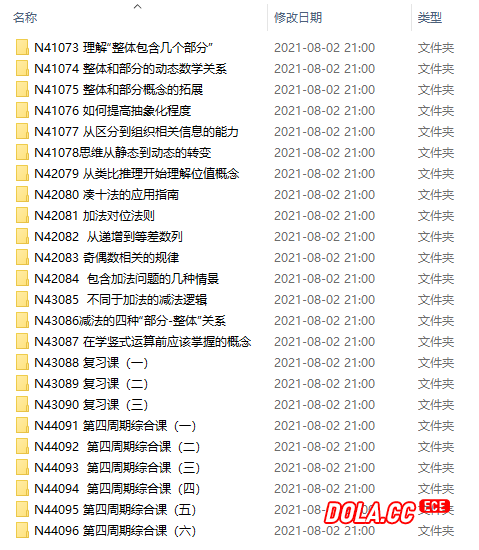 名称 修改日期 类型
N41073 理解“整体包含几个部分” 2021-08-02 21:00 文件夹
N41074 整体和部分的动态数学关系 2021-08-02 21:00 文件夹
N41075 整体和部分概念的拓展 2021-08-02 21:00 文件夹
N41076 如何提高抽象化程度 2021-08-02 21:00 文件夹
N41077 从区分到组织相关信息的能力 2021-08-02 21:00 文件夹
N41078思维从静态到动态的转变 2021-08-02 21:00 文件夹
N42079 从类比推理开始理解位值概念 2021-08-02 21:00 文件夹
N42080 凑十法的应用指南 2021-08-02 21:00 文件夹
N42081 加法对位法则 2021-08-02 21:00 文件夹
N42082 从递增到等差数列 2021-08-02 21:00 文件夹
N42083 奇偶数相关的规律 2021-08-02 21:00 文件夹
N42084 包含加法问题的几种情景 2021-08-02 21:00 文件夹
N43085 不同于加法的减法逻辑 2021-08-02 21:00 文件夹
N43086减法的四种“部分-整体”关系 2021-08-02 21:00 文件夹
N43087 在学竖式运算前应该掌握的概念 2021-08-02 21:00 文件夹
N43088 复习课（一） 2021-08-02 21:00 文件夹
N43089 复习课（二） 2021-08-02 21:00 文件夹
N43090 复习课（三） 2021-08-02 21:00 文件夹
N44091 第四周期综合课（一） 2021-08-02 21:00 文件夹
N44092 第四周期综合课（二） 2021-08-02 21:00 文件夹
N44093 第四周期综合课（三） 2021-08-02 21:00 文件夹
N44094 第四周期综合课（四） 2021-08-02 21:00 文件夹
N44095 第四周期综合课（五） 2021-08-02 21:00 文件夹
N44096 第四周期综合课（六） 2021-08-02 21:00 文件夹
DOLA.CC ECE